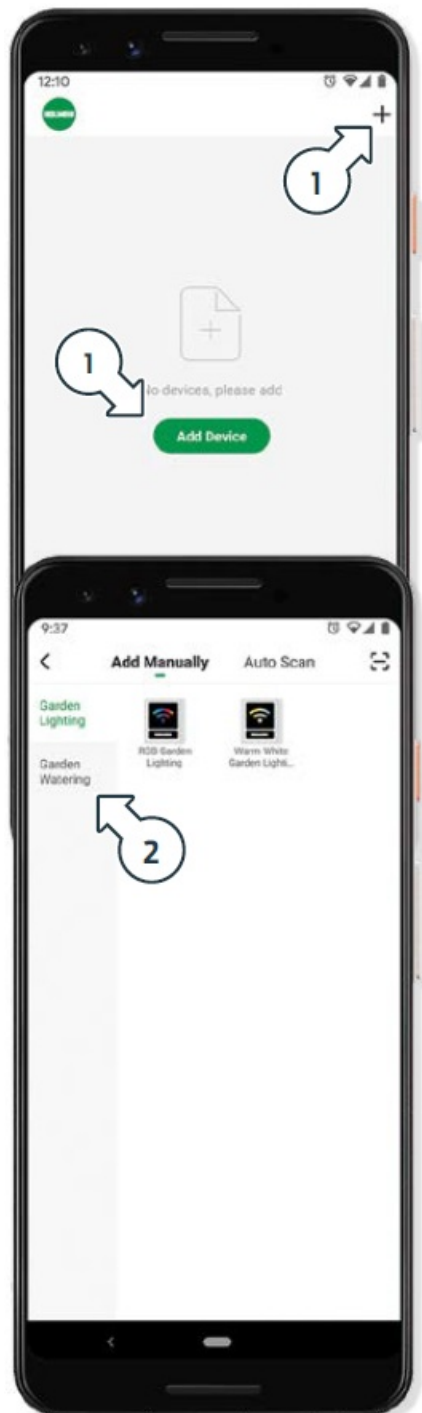 12:10
HOLMAN
1
1
No devices, please add
Add Device
9:37
Add Manually
Auto Scan
Garden
Lighting
RGB Garden
Lighting
Warm White
Garden Lighti...
Garden
Watering
2